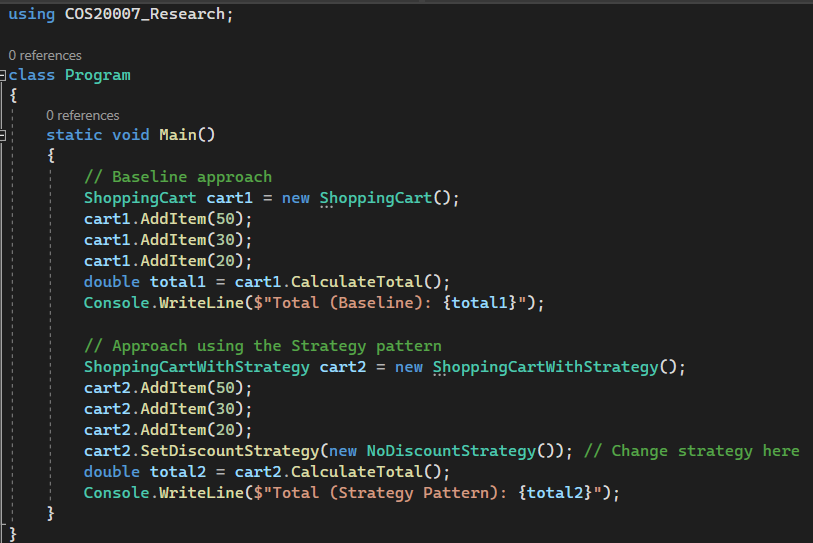 using COS20007_Research;
0 references
class Program
{
0 references
static void Main()
{
// Baseline approach
ShoppingCart cart1 = new ShoppingCart();
cart1.AddItem(50);
cart1.AddItem(30);
cart1.AddItem(20);
double total1 = cart1.CalculateTotal();
Console.WriteLine($"Total (Baseline): {total1}");
// Approach using the Strategy pattern
ShoppingCartWithStrategy cart2 = new ShoppingCartWithStrategy();
cart2.AddItem(50);
cart2.AddItem(30);
cart2.AddItem(20);
cart2.SetDiscountStrategy(new NoDiscountStrategy()); // Change strategy here
double total2 = cart2.CalculateTotal();
Console.WriteLine($"Total (Strategy Pattern): {total2}");
}
}